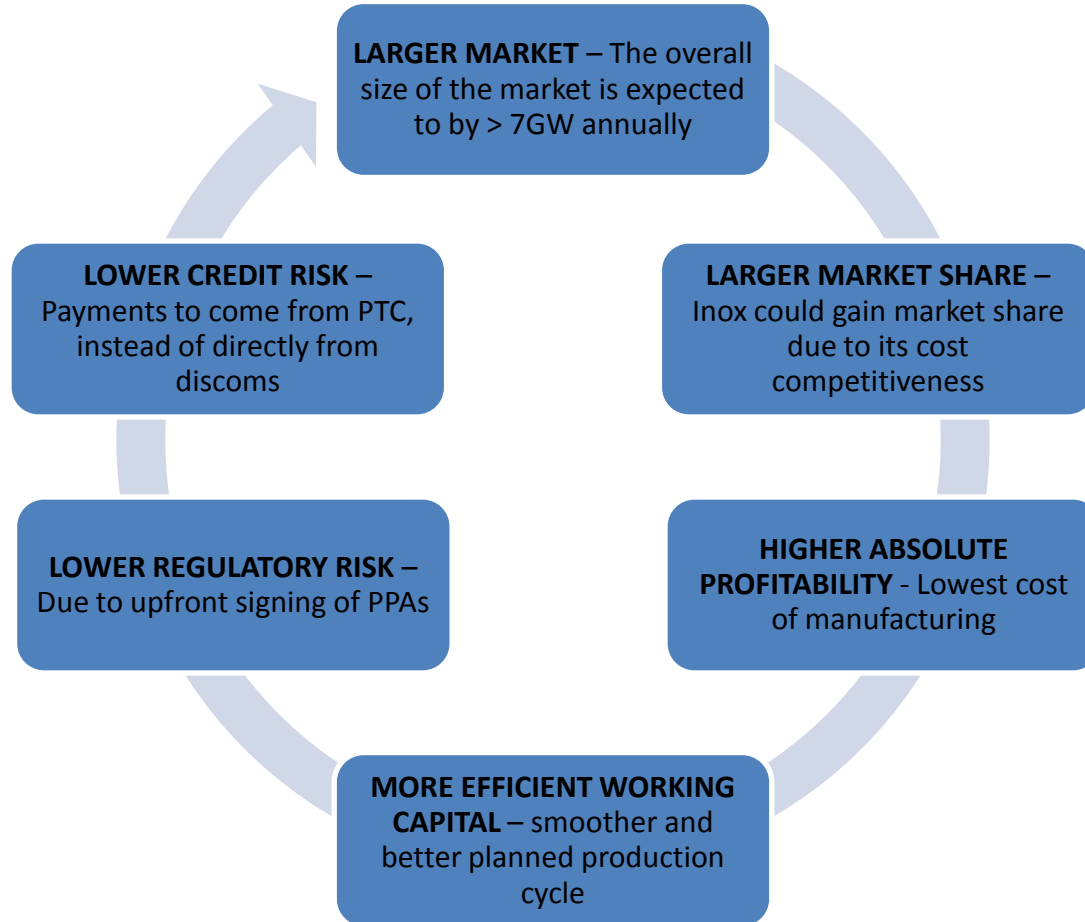 LARGER MARKET – The overall
size of the market is expected
to by > 7GW annually
LARGER MARKET SHARE –
Inox could gain market share
due to its cost
competitiveness
HIGHER ABSOLUTE
PROFITABILITY - Lowest cost
of manufacturing
MORE EFFICIENT WORKING
CAPITAL – smoother and
better planned production
cycle
LOWER REGULATORY RISK –
Due to upfront signing of PPAs
LOWER CREDIT RISK –
Payments to come from PTC,
instead of directly from
discoms